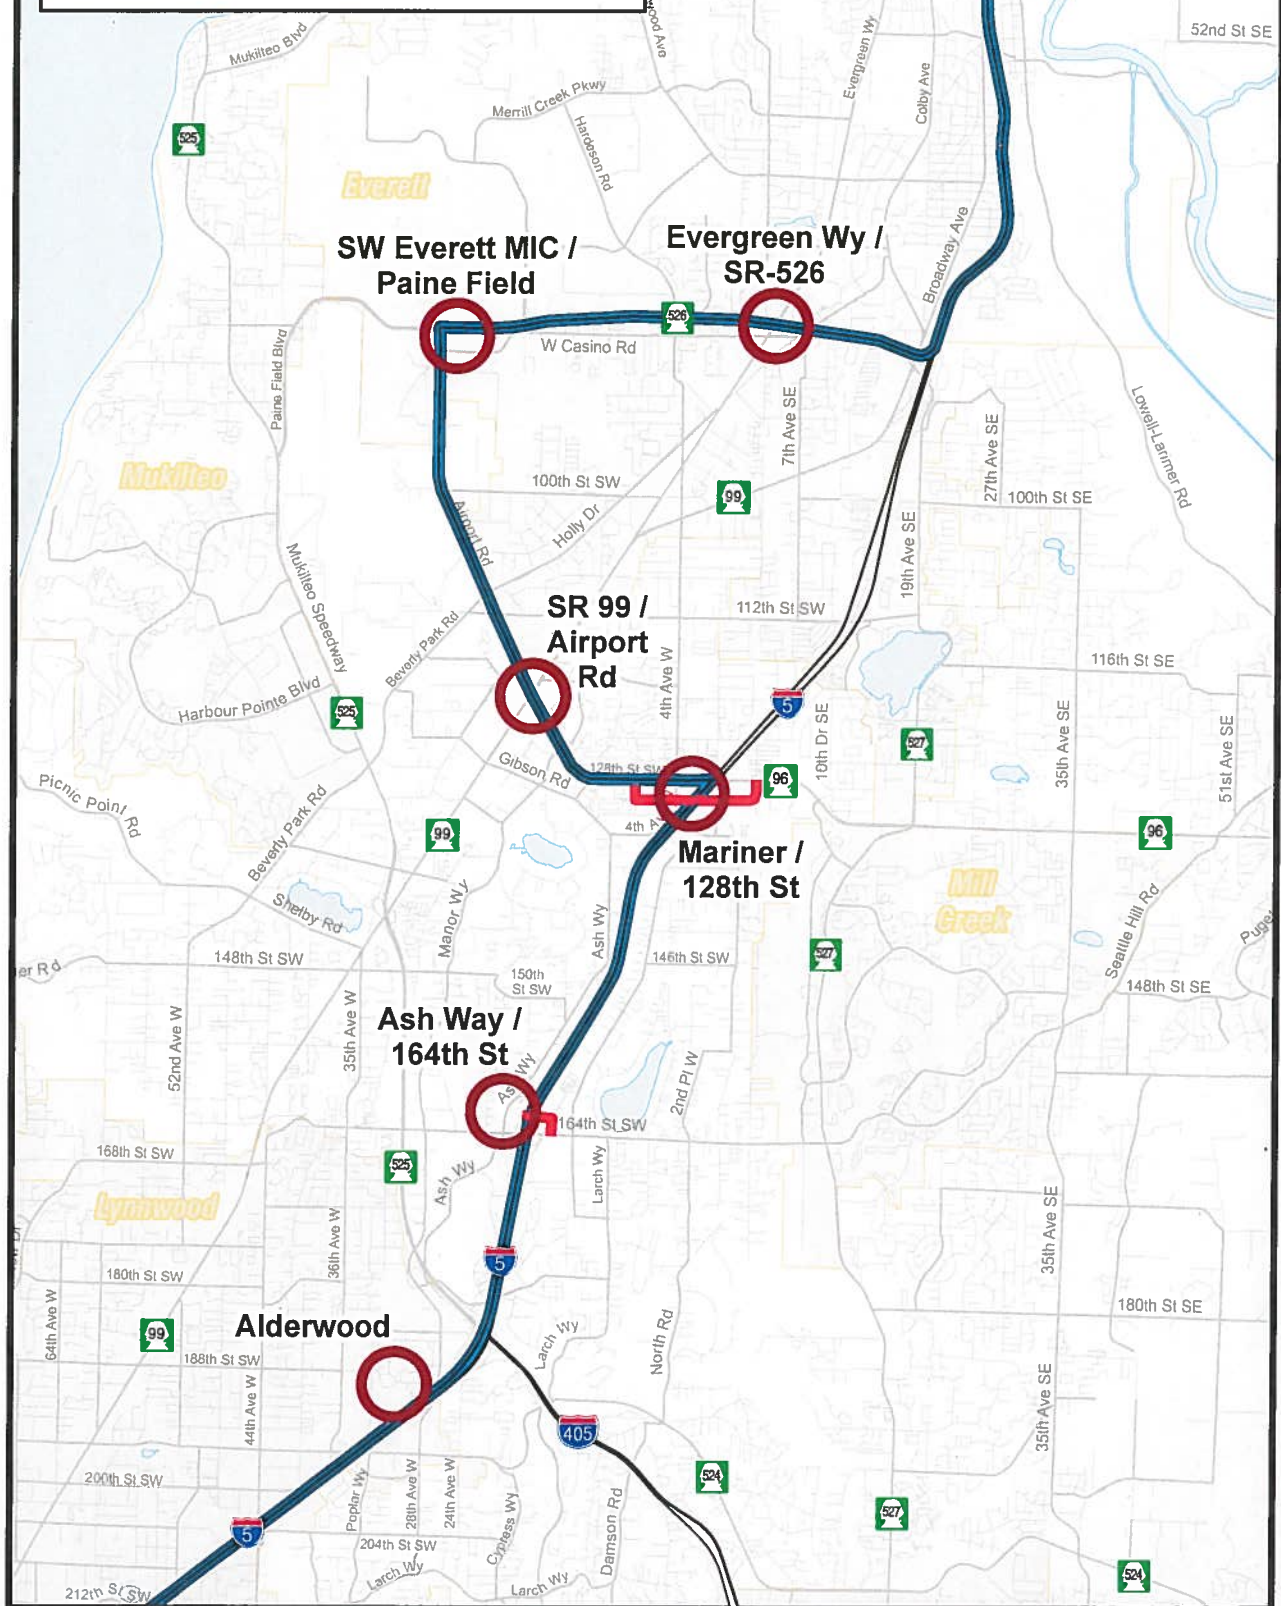 52nd St SE
Mukilteo Blvd
Evergreen Wy
Colby Ave
Merrill Creek Pkwy
Hardeson Rd
525
Everett
Broadway Ave
SW Everett MIC /
Paine Field
Evergreen Wy /
SR-526
526
W Casino Rd
Paine Field Blvd
7th Ave SE
27th Ave SE
Lowell-Larimer Rd
Mukilteo
100th St SW
99
100th St SE
Airport Rd
Holly Dr
19th Ave SE
Mukilteo Speedway
SR 99 /
Airport
Rd
112th St SW
Beverly Park Rd
4th Ave W
116th St SE
Harbour Pointe Blvd
525
5
10th Dr SE
527
35th Ave SE
51st Ave SE
Gibson Rd
128th St SW
96
Picnic Point Rd
Beverly Park Rd
99
4th Av
96
Mariner /
128th St
Mill
Creek
Shelby Rd
Manor Wy
Ash Wy
Seattle Hill Rd
148th St SW
146th St SW
527
er Rd
150th
St SW
148th St SE
52nd Ave W
35th Ave W
Ash Way /
164th St
Ash Wy
2nd Pl W
164th St SW
168th St SW
525
Ash Wy
Larch Wy
Lynnwood
36th Ave W
35th Ave SE
5
180th St SW
64th Ave W
180th St SE
99
Alderwood
Larch Wy
North Rd
188th St SW
44th Ave W
35th Ave SE
405
200th St SW
Poplar Wy
28th Ave W
24th Ave W
Cypress Wy
Damson Rd
524
527
5
204th St SW
Larch Wy
Larch Wy
524
212th St SW